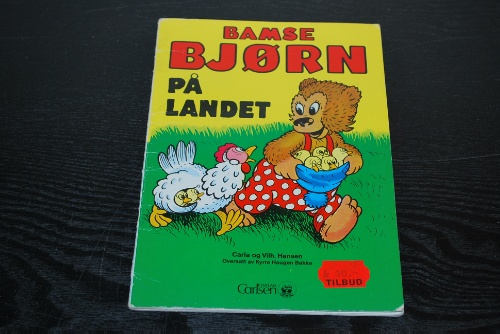 BAMSE
BJØRN
PÅ
LANDET
Carla og Vilh. Hansen
Oversatt av Kyrre Haugen Bakke
Carlsen
TILBUD